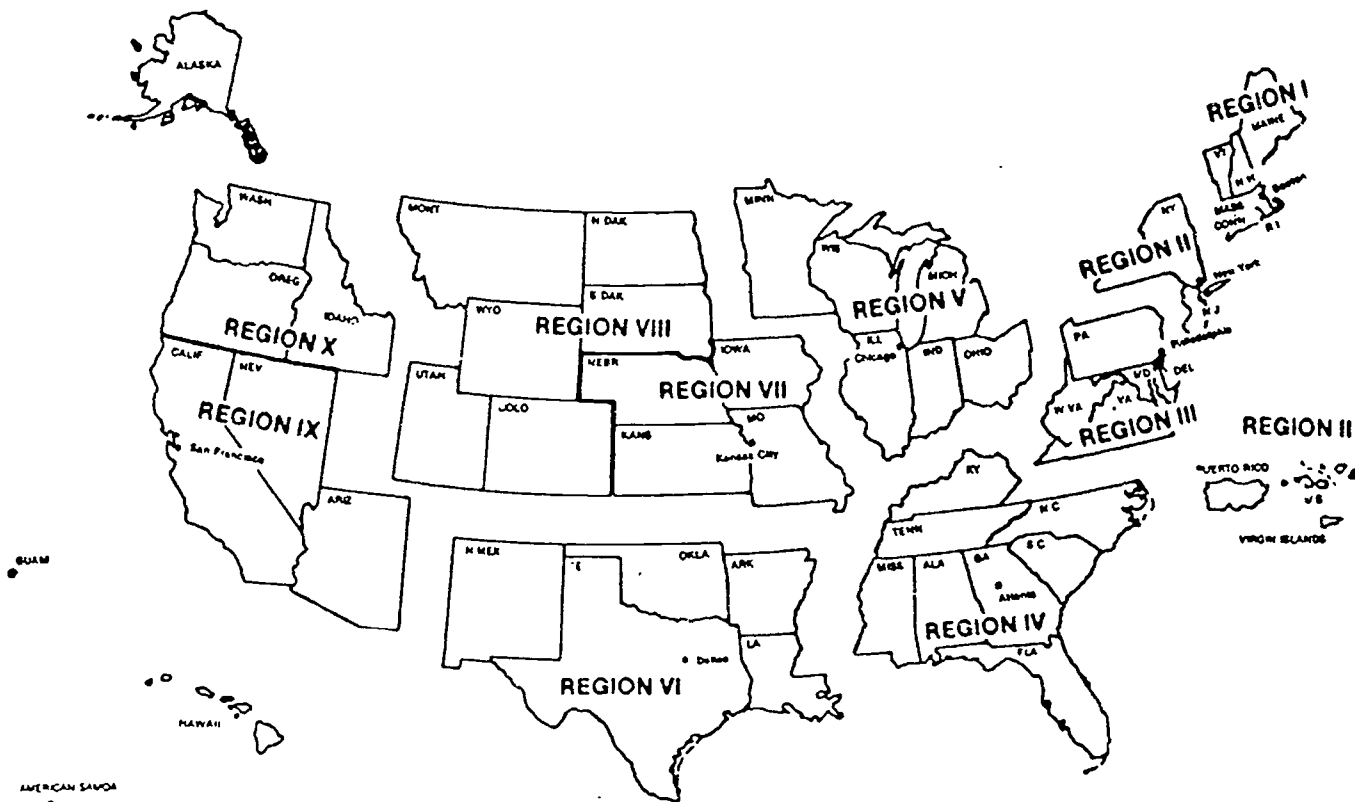 ALASKA
REGION I
MAINE
VT
N.H.
Boston
MASS
CONN
R I
WASH
MONT
N DAK
MINN
NY
OREG
WIS
MICH
REGION II
New York
IDAHO
S DAK
REGION V
N J
WYO
REGION VIII
REGION X
PA
Philadelphia
CALIF
NEV
UTAH
NEBR
IOWA
ILL
Chicago
IND
OHIO
MD
DEL
REGION VII
COLO
W VA
VA
REGION IX
MO
REGION III
REGION II
KANS
San Francisco
Kansas City
KY
PUERTO RICO
ARIZ
N C
TENN
VIRGIN ISLANDS
S C
GUAM
N MEX
OKLA
ARK
MISS
ALA
GA
Atlanta
REGION IV
LA
FLA
Dallas
REGION VI
HAWAII
AMERICAN SAMOA